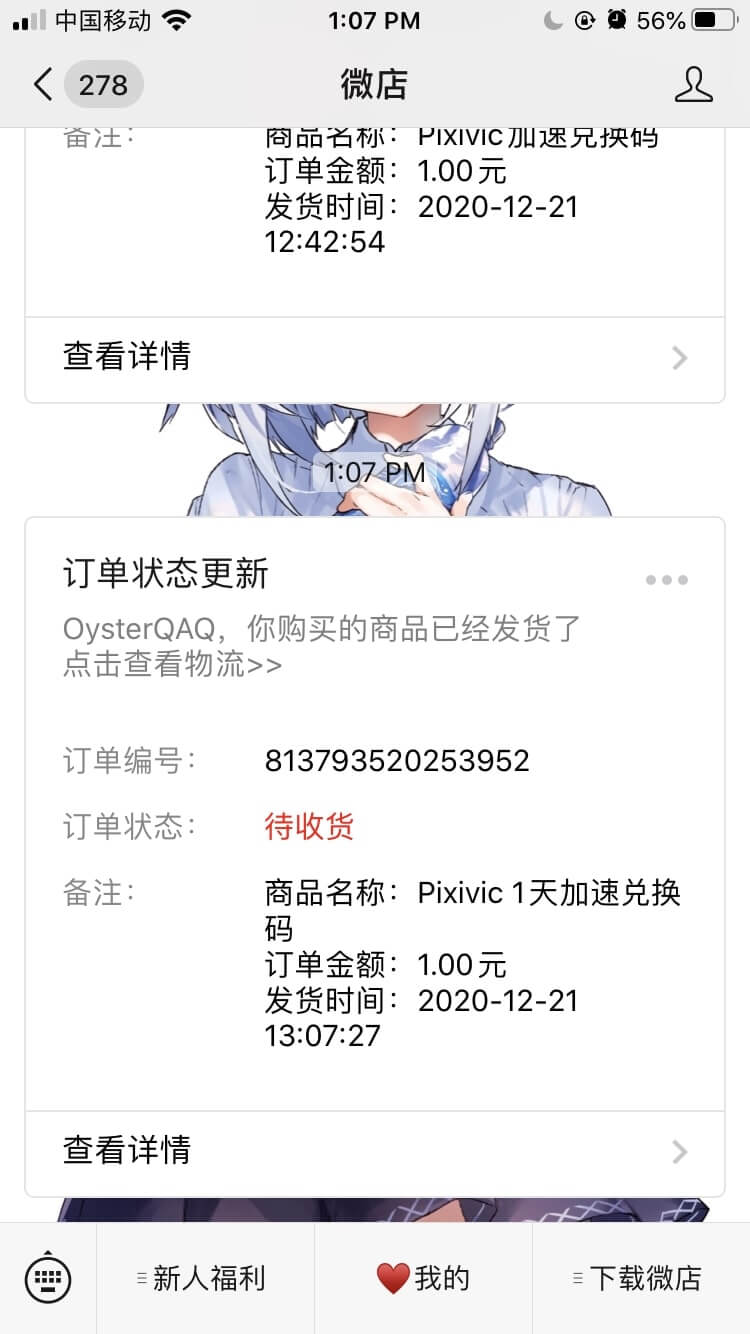 中国移动
1:07 PM
56%
278
微店
备注：
商品名称： Pixivic加速兑换码
订单金额： 1.00元
发货时间： 2020-12-21
12:42:54
查看详情
1:07 PM
订单状态更新
OysterQAQ，你购买的商品已经发货了
点击查看物流>>
订单编号：
813793520253952
订单状态：
待收货
备注：
商品名称： Pixivic 1天加速兑换
码
订单金额： 1.00元
发货时间： 2020-12-21
13:07:27
查看详情
新人福利
我的
下载微店